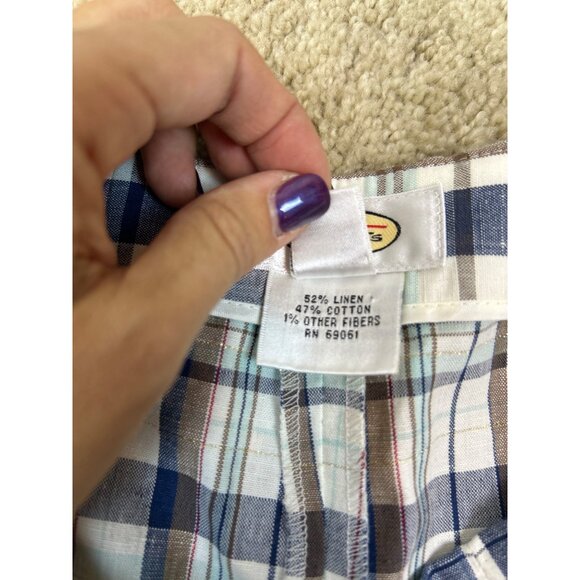 52% LINEN
47% COTTON
1% OTHER FIBERS
RN 69061